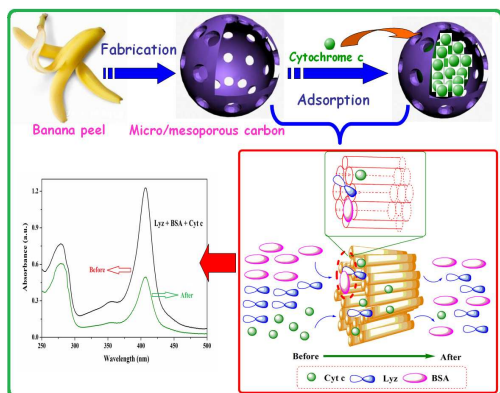 Fabrication
Cytochrome c
Adsorption
Banana peel
Micro/mesoporous carbon
Absorbance (a.u.)
1.2
0.9
0.6
0.3
0.0
250
300
350
400
450
500
Wavelength (nm)
Lyz + BSA + Cyt c
Before
After
Before
After
Cyt c
Lyz
BSA